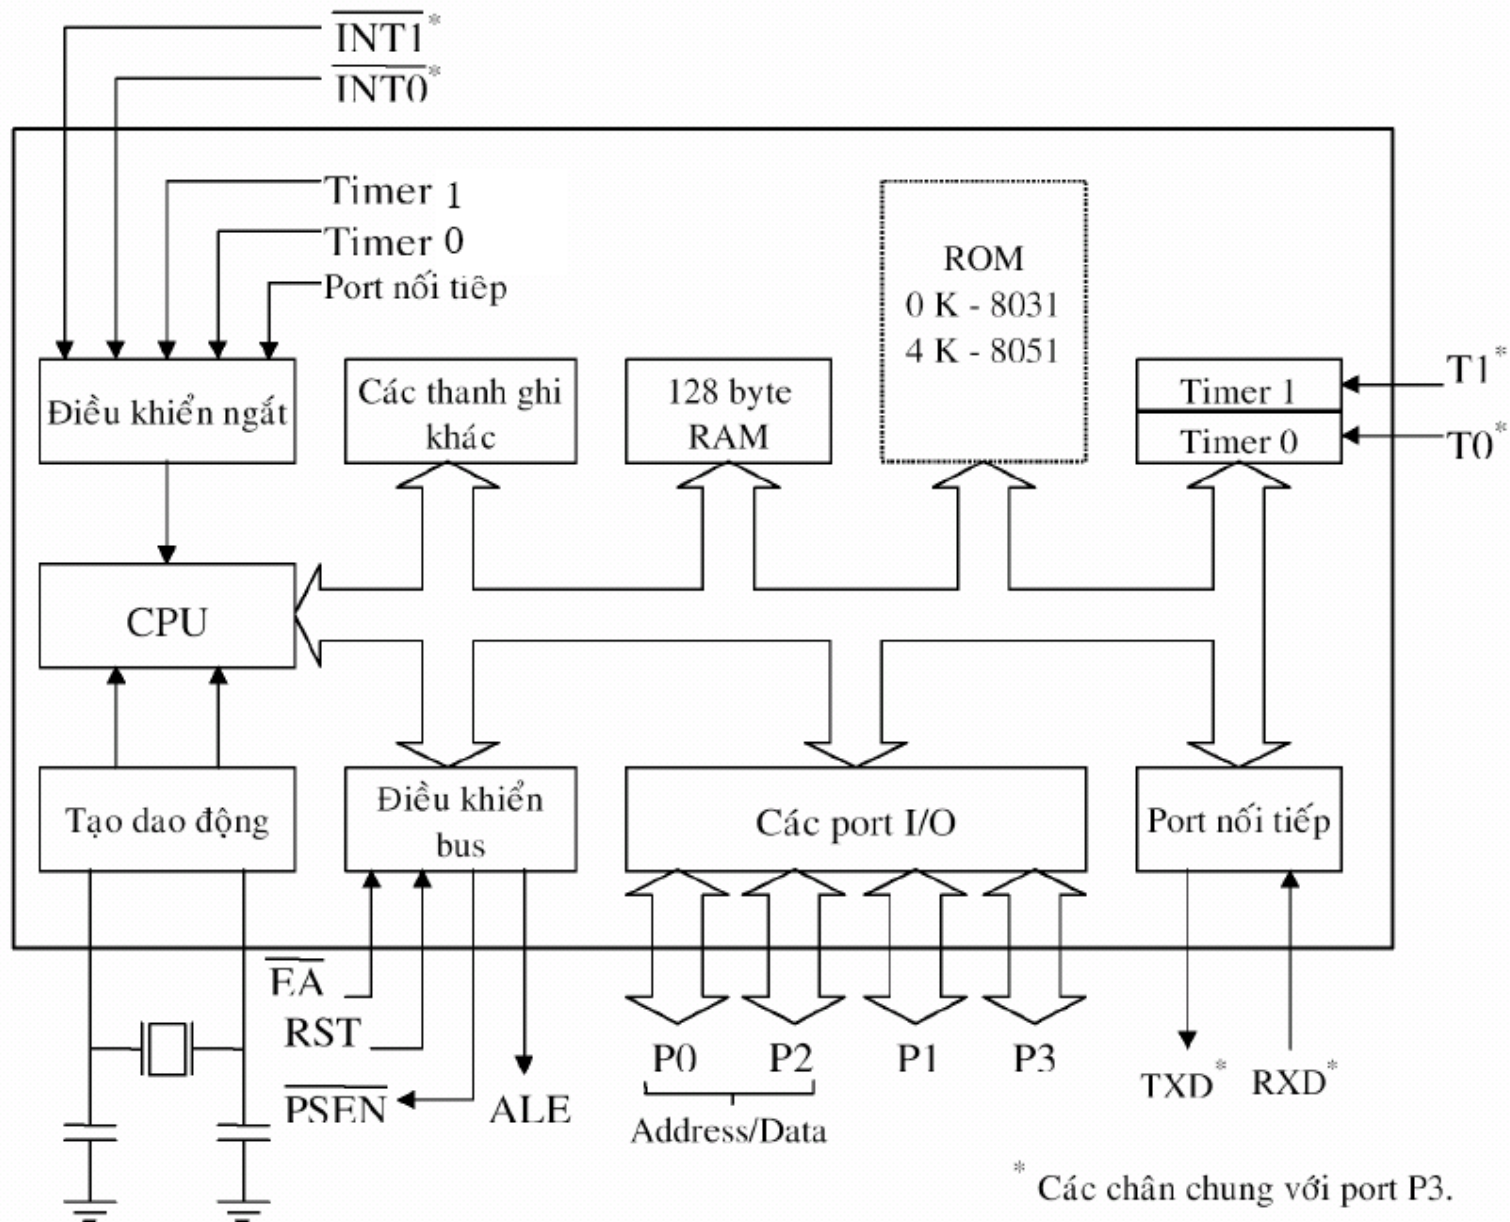 INT1*
INT0*
Timer 1
Timer 0
Port nối tiêp
ROM
0 K - 8031
4 K - 8051
Điều khiển ngắt
Các thanh ghi
khác
128 byte
RAM
Timer 1
Timer 0
T1*
T0*
CPU
Tạo dao động
Điều khiển
bus
Các port I/O
Port nối tiếp
EA
RST
PSEN
ALE
P0
P2
P1
P3
Address/Data
TXD*
RXD*
* Các chân chung với port P3.